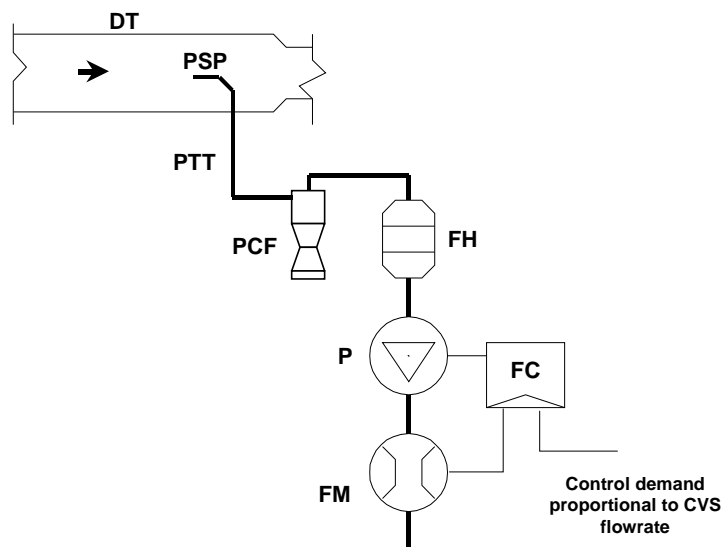 DT
PSP
PTT
PCF
FH
P
FC
FM
Control demand
proportional to CVS
flowrate